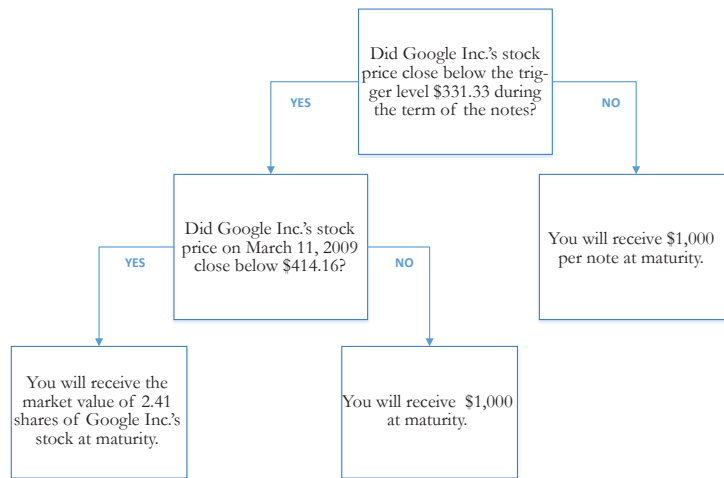 Did Google Inc.'s stock
price close below the trig-
ger level $331.33 during
the term of the notes?
YES
NO
Did Google Inc.'s stock
price on March 11, 2009
close below $414.16?
You will receive $1,000
per note at maturity.
YES
NO
You will receive the
market value of 2.41
shares of Google Inc.'s
stock at maturity.
You will receive $1,000
at maturity.